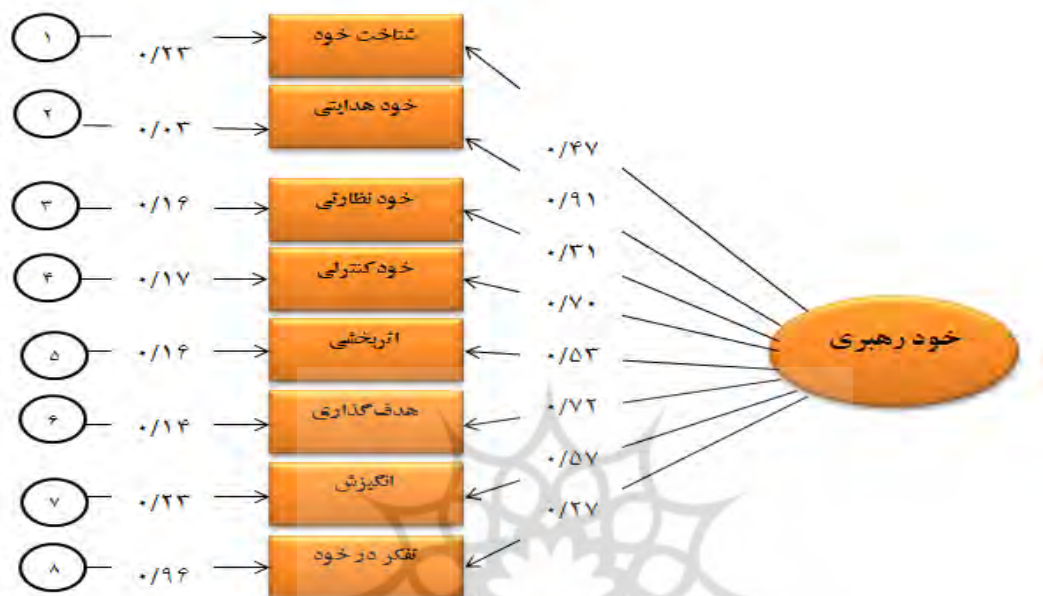 ۱
۰/۲۳
شناخت خود
۲
۰/۰۳
خود هدایتی
۰/۴۷
۳
۰/۱۶
خود نظارتی
۰/۹۱
۰/۳۱
۴
۰/۱۷
خودکنترلی
۰/۷۰
خود رهبری
۵
۰/۱۶
اثربخشی
۰/۵۳
۶
۰/۱۴
هدف گذاری
۰/۷۲
۰/۵۷
۷
۰/۲۳
انگیزش
۰/۲۷
۸
۰/۹۶
تفکر در خود